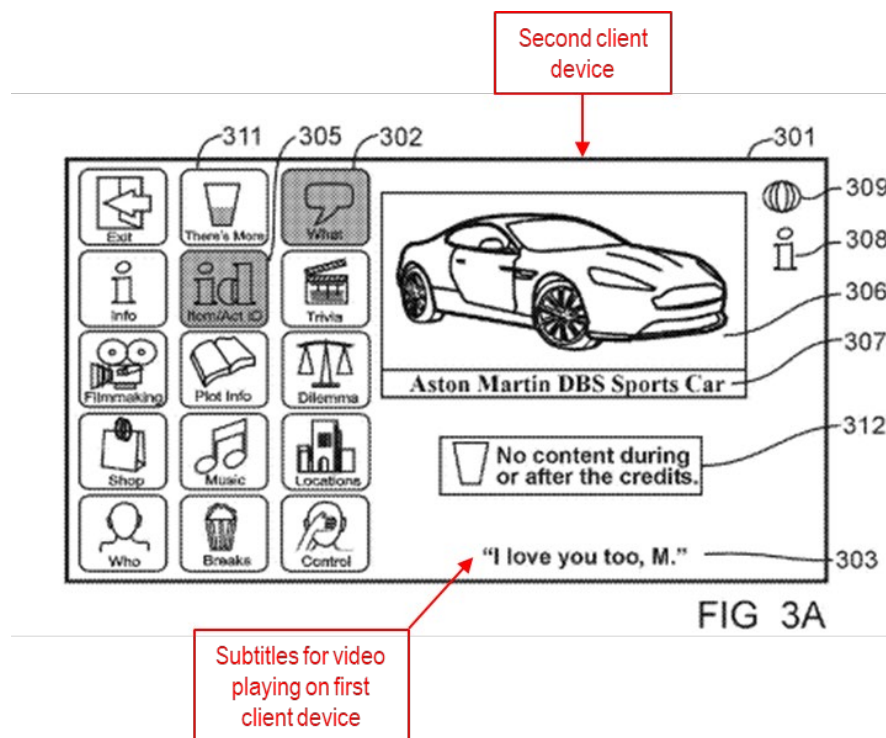 Second client
device
311
305
302
301
309
308
306
307
312
303
Exit
There's More
What
i
Info
id
Item/Act ID
Trivia
Filmmaking
Plot Info
Dilemma
Shop
Music
Locations
Who
Breaks
Control
i
Aston Martin DBS Sports Car
No content during
or after the credits.
“I love you too, M.”
FIG 3A
Subtitles for video
playing on first
client device